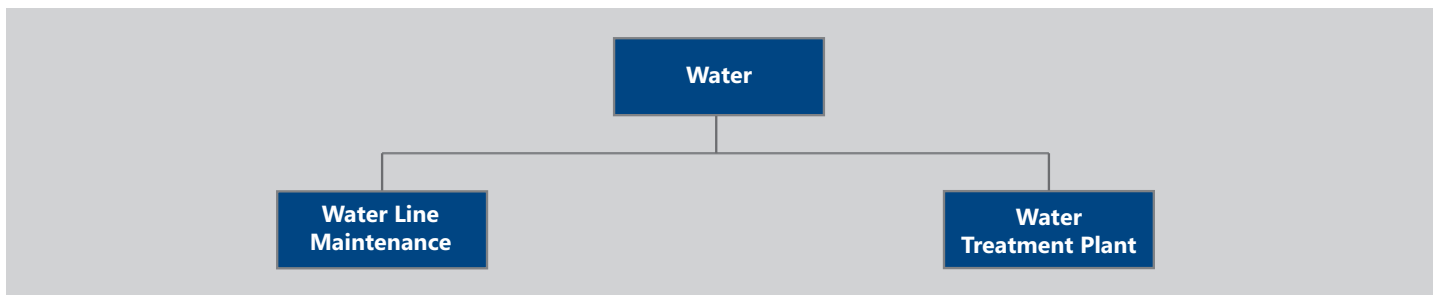 Water
Water Line
Maintenance
Water
Treatment Plant